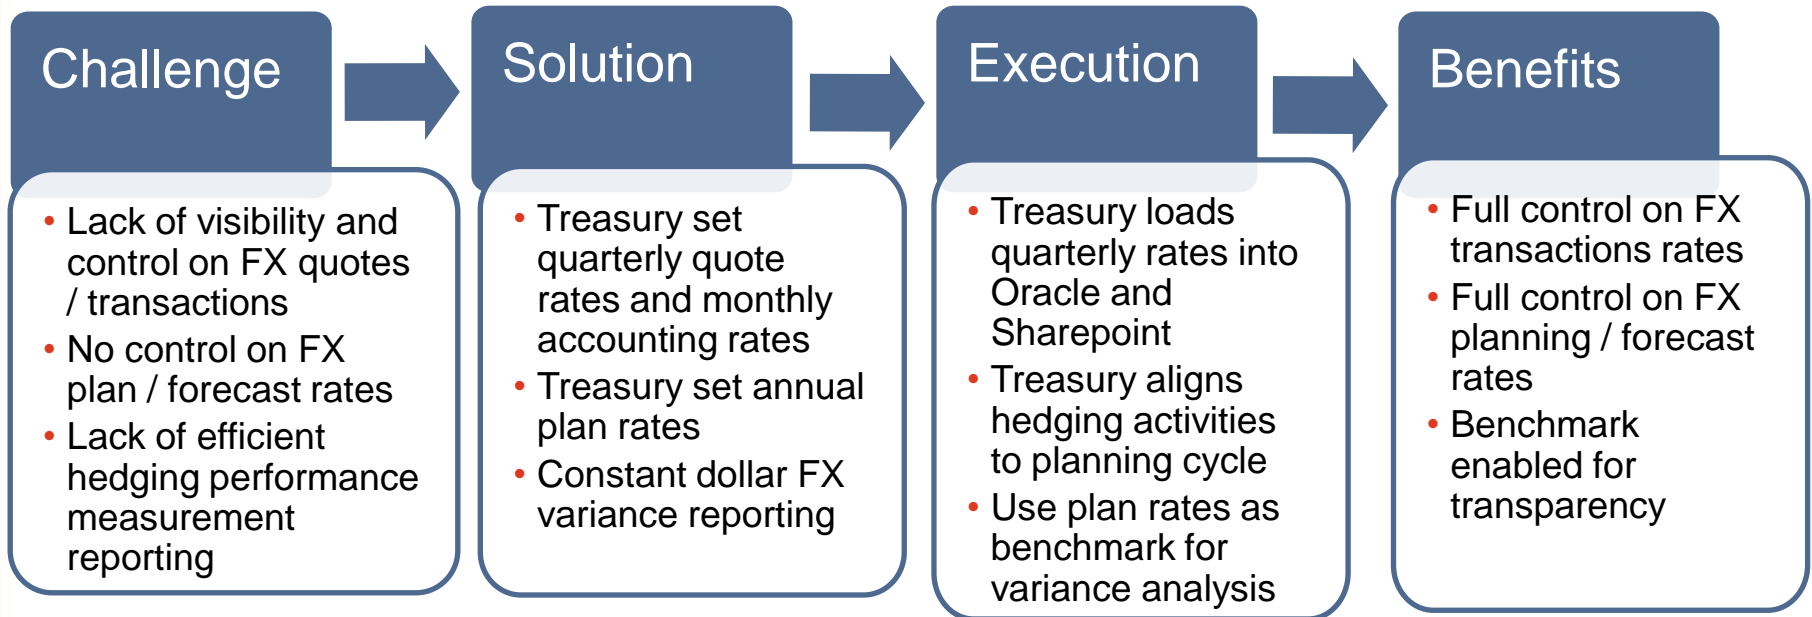 Challenge
• Lack of visibility and
control on FX quotes
/ transactions
• No control on FX
plan / forecast rates
• Lack of efficient
hedging performance
measurement
reporting
Solution
• Treasury set
quarterly quote
rates and monthly
accounting rates
• Treasury set annual
plan rates
• Constant dollar FX
variance reporting
Execution
• Treasury loads
quarterly rates into
Oracle and
Sharepoint
• Treasury aligns
hedging activities
to planning cycle
• Use plan rates as
benchmark for
variance analysis
Benefits
• Full control on FX
transactions rates
• Full control on FX
planning / forecast
rates
• Benchmark
enabled for
transparency